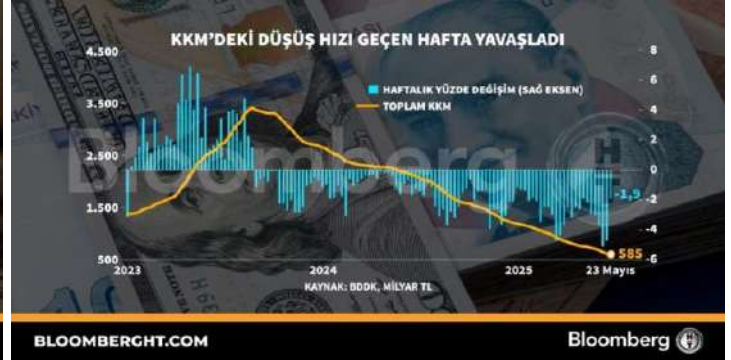 KKM'DEKİ DÜŞÜŞ HIZI GEÇEN HAFTA YAVAŞLADI
HAFTALIK YÜZDE DEĞİŞİM (SAĞ EKSEN)
TOPLAM KKM
4.500
3.500
2.500
1.500
500
8
6
4
2
0
-2
-4
-6
-1,9
585
2023
2024
2025
23 Mayıs
KAYNAK: BDDK, MİLYAR TL
Bloomberg H
BLOOMBERGHT.COM
Bloomberg H